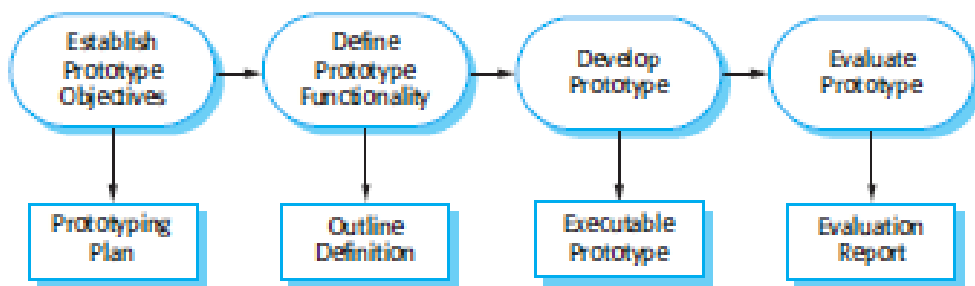 Establish
Prototype
Objectives
Define
Prototype
Functionality
Develop
Prototype
Evaluate
Prototype
Prototyping
Plan
Outline
Definition
Executable
Prototype
Evaluation
Report